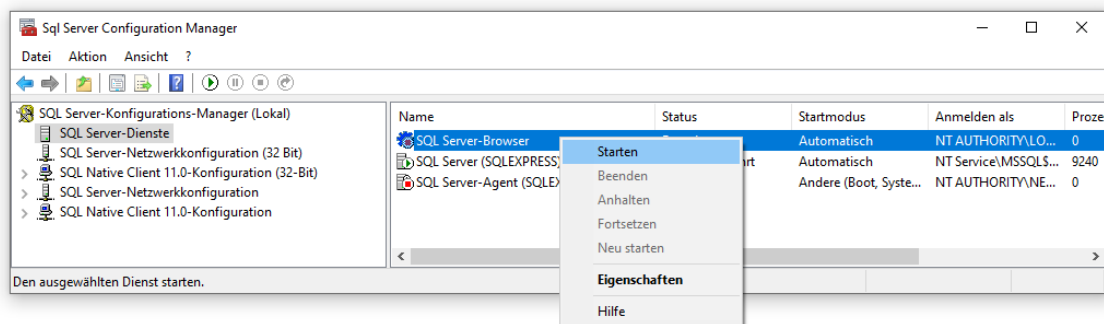 Sql Server Configuration Manager
Datei Aktion Ansicht ?
SQL Server-Konfigurations-Manager (Lokal)
SQL Server-Dienste
SQL Server-Netzwerkkonfiguration (32 Bit)
SQL Native Client 11.0-Konfiguration (32-Bit)
SQL Server-Netzwerkkonfiguration
SQL Native Client 11.0-Konfiguration
Name Status Startmodus Anmelden als Proze
SQL Server-Browser Automatisch NT AUTHORITY\LO... 0
SQL Server (SQLEXPRESS) Automatisch NT Service\MSSQL$... 9240
SQL Server-Agent (SQLEX Andere (Boot, Syste... NT AUTHORITY\NE... 0
Starten
Beenden
Anhalten
Fortsetzen
Neu starten
Eigenschaften
Hilfe
Den ausgewählten Dienst starten.